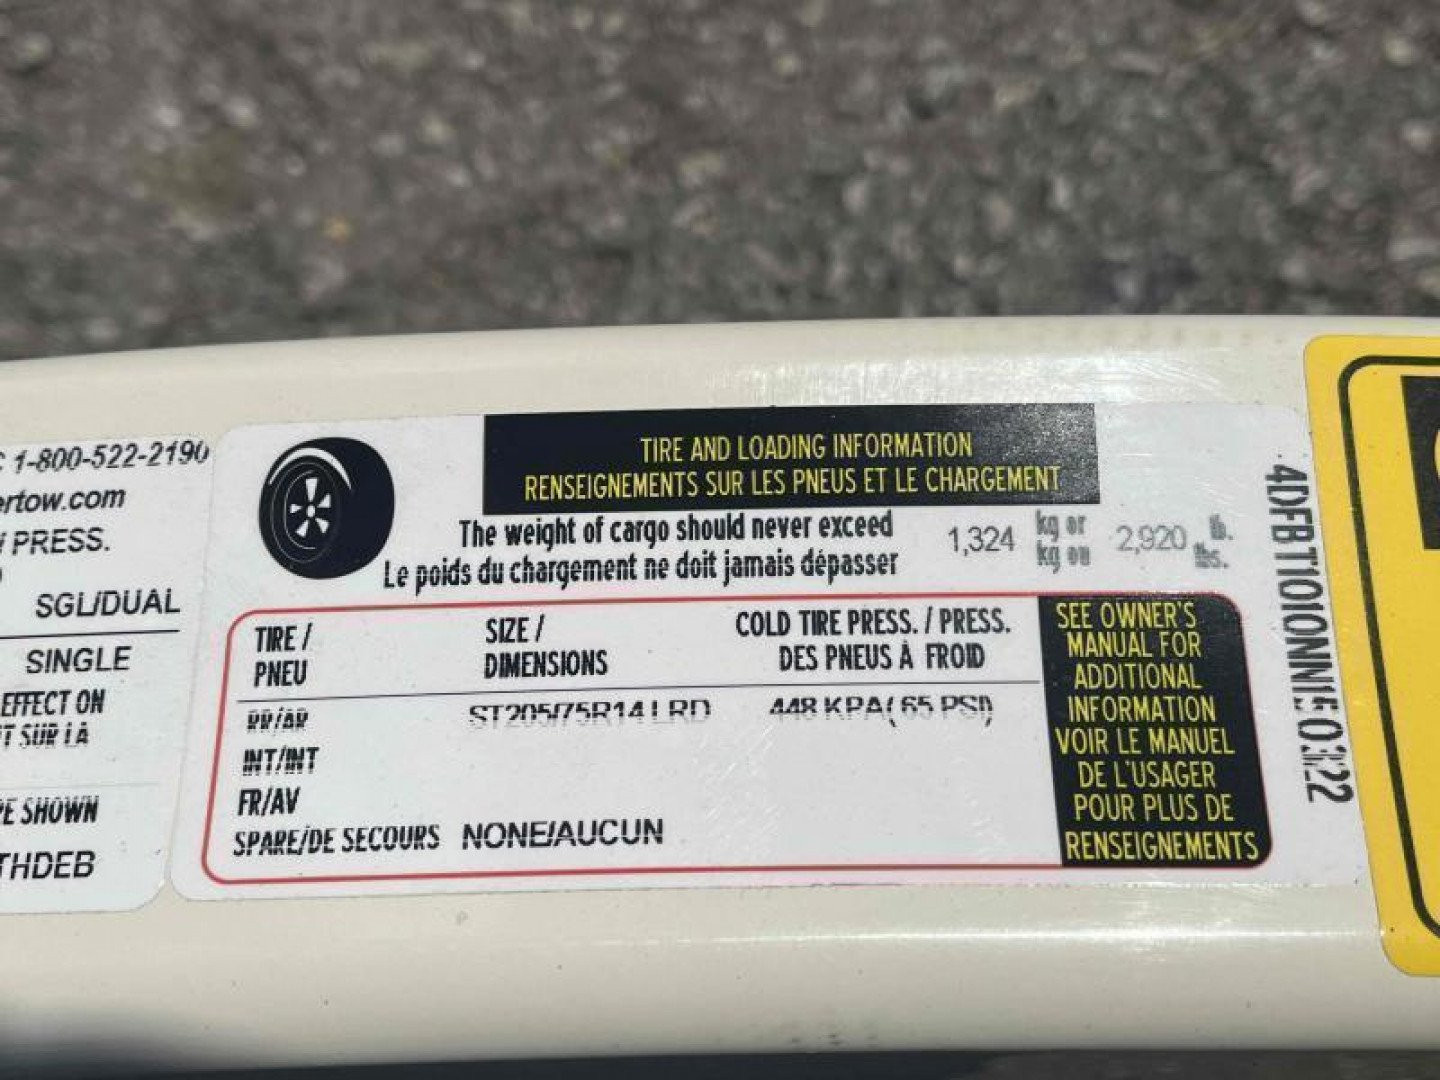 1-800-522-2190
ertow.com
PRESS.
SGL/DUAL
SINGLE
EFFECT ON
T SUR LA
E SHOWN
THDEB
TIRE AND LOADING INFORMATION
RENSEIGNEMENTS SUR LES PNEUS ET LE CHARGEMENT
The weight of cargo should never exceed
Le poids du chargement ne doit jamais dépasser
1,324 kg or kg ou 2,920 lb. lbs.
TIRE / PNEU
SIZE / DIMENSIONS
COLD TIRE PRESS. / PRESS. DES PNEUS À FROID
RR/AR ST205/75R14 LRD 448 KPA( 65 PSI)
INT/INT
FR/AV
SPARE/DE SECOURS NONE/AUCUN
SEE OWNER'S
MANUAL FOR
ADDITIONAL
INFORMATION
VOIR LE MANUEL
DE L'USAGER
POUR PLUS DE
RENSEIGNEMENTS